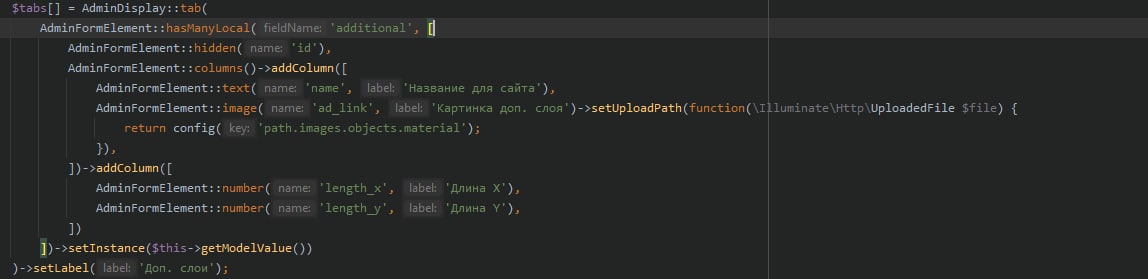 $tabs[] = AdminDisplay::tab(
AdminFormElement::hasManyLocal( fieldName: 'additional', [
AdminFormElement::hidden( name: 'id'),
AdminFormElement::columns()->addColumn([
AdminFormElement::text( name: 'name', label: 'Название для сайта'),
AdminFormElement::image( name: 'ad_link', label: 'Картинка доп. слоя')->setUploadPath(function(\Illuminate\Http\UploadedFile $file) {
return config( key: 'path.images.objects.material');
}),
])->addColumn([
AdminFormElement::number( name: 'length_x', label: 'Длина X'),
AdminFormElement::number( name: 'length_y', label: 'Длина Y'),
])
])->setInstance($this->getModelValue())
)->setLabel( label: 'Доп. слои');